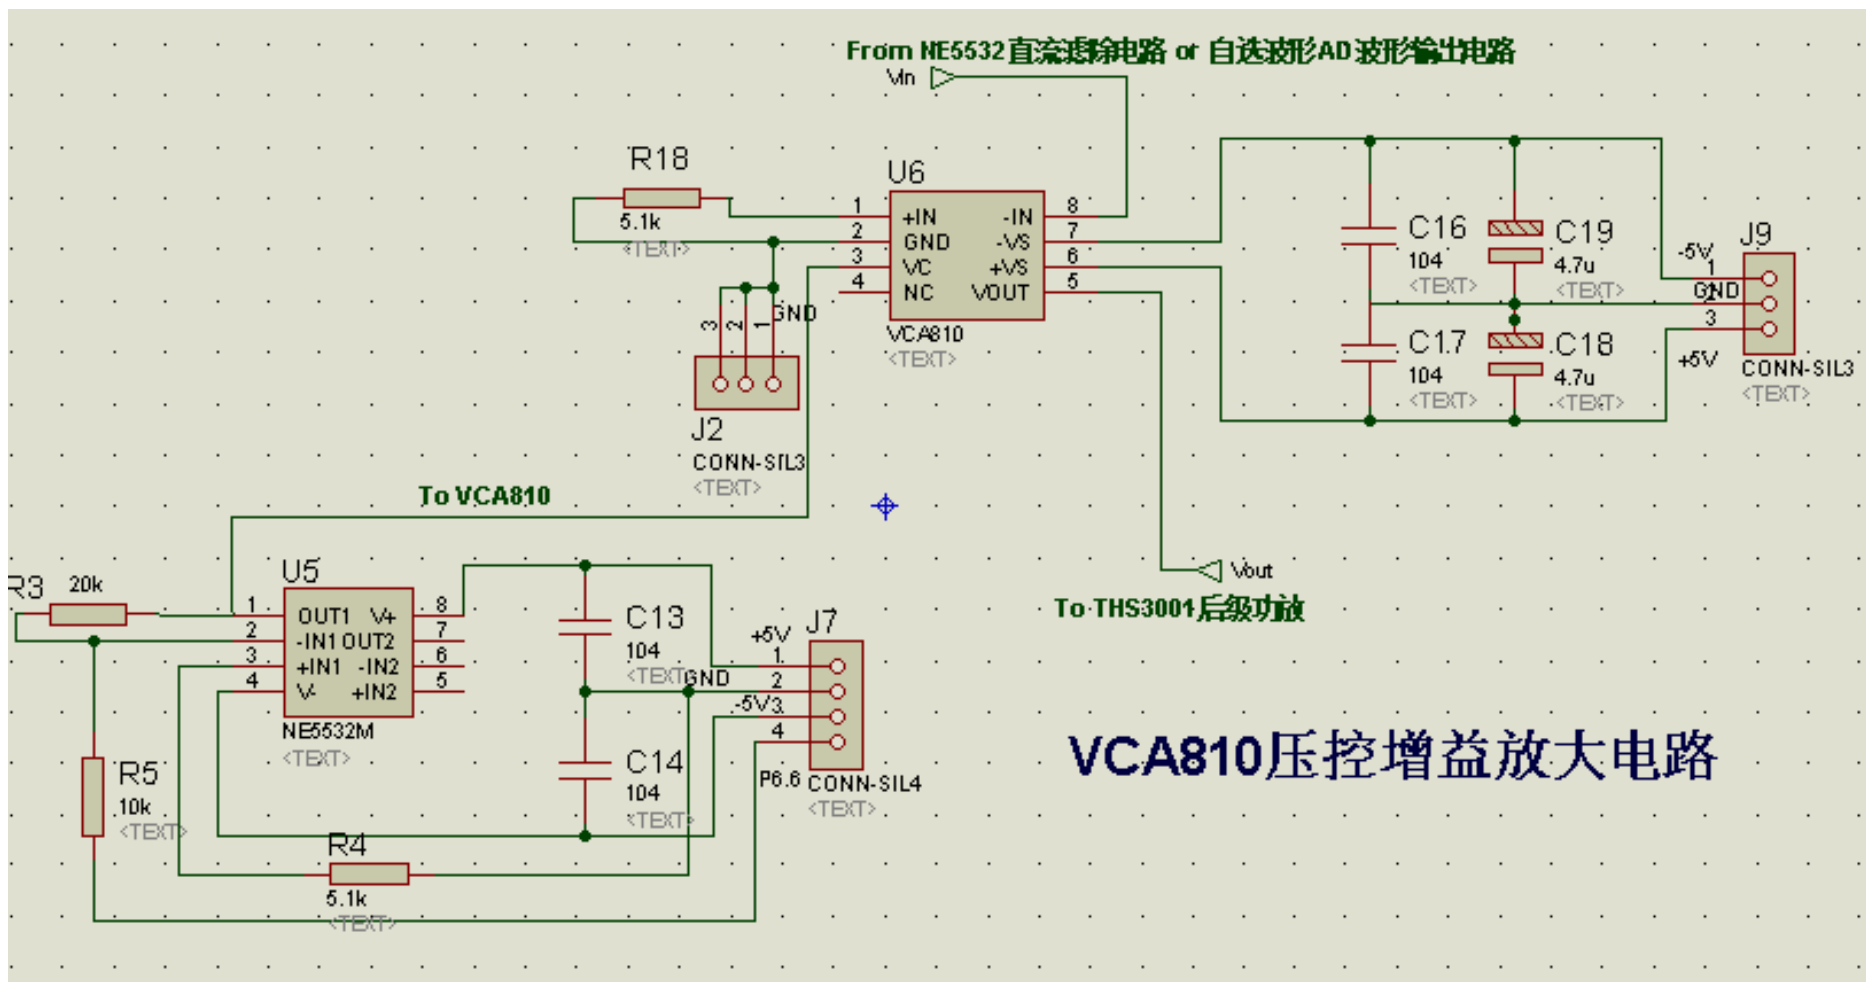 From NE5532直流滤除电路 or 自选波形AD波形输出电路
Vin
R18
5.1k
<TEXT>
U6
1 +IN -IN 8
2 GND -VS 7
3 VC +VS 6
4 NC VOUT 5
VCA810
<TEXT>
C16
104
<TEXT>
C19
4.7u
<TEXT>
J9
-5V
1
GND
2
3
+5V
CONN-SIL3
<TEXT>
C17
104
<TEXT>
C18
4.7u
<TEXT>
GND
3 2 1
J2
CONN-SIL3
<TEXT>
To VCA810
Vout
To THS3001后级功放
R3 20k
U5
1 OUT1 V+ 8
2 -IN1 OUT2 7
3 +IN1 -IN2 6
4 V- +IN2 5
NE5532M
<TEXT>
C13
104
<TEXT>
J7
+5V
1
GND 2
-5V 3
4
P6.6
CONN-SIL4
<TEXT>
C14
104
<TEXT>
R5
10k
<TEXT>
R4
5.1k
<TEXT>
VCA810压控增益放大电路